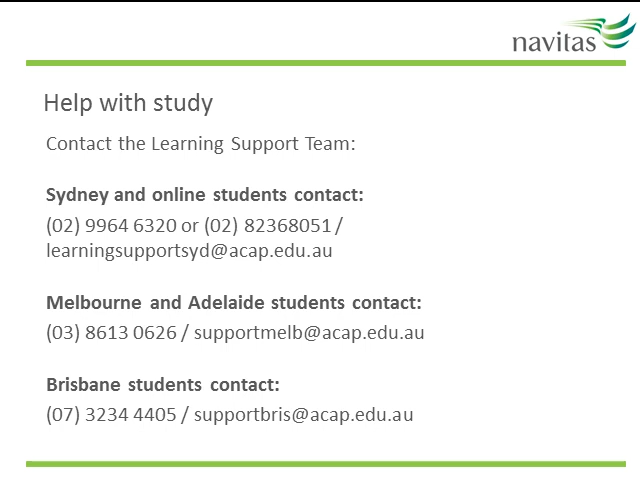 navitas
Help with study
Contact the Learning Support Team:
Sydney and online students contact:
(02) 9964 6320 or (02) 82368051 /
learningsupportsyd@acap.edu.au
Melbourne and Adelaide students contact:
(03) 8613 0626 / supportmelb@acap.edu.au
Brisbane students contact:
(07) 3234 4405 / supportbris@acap.edu.au